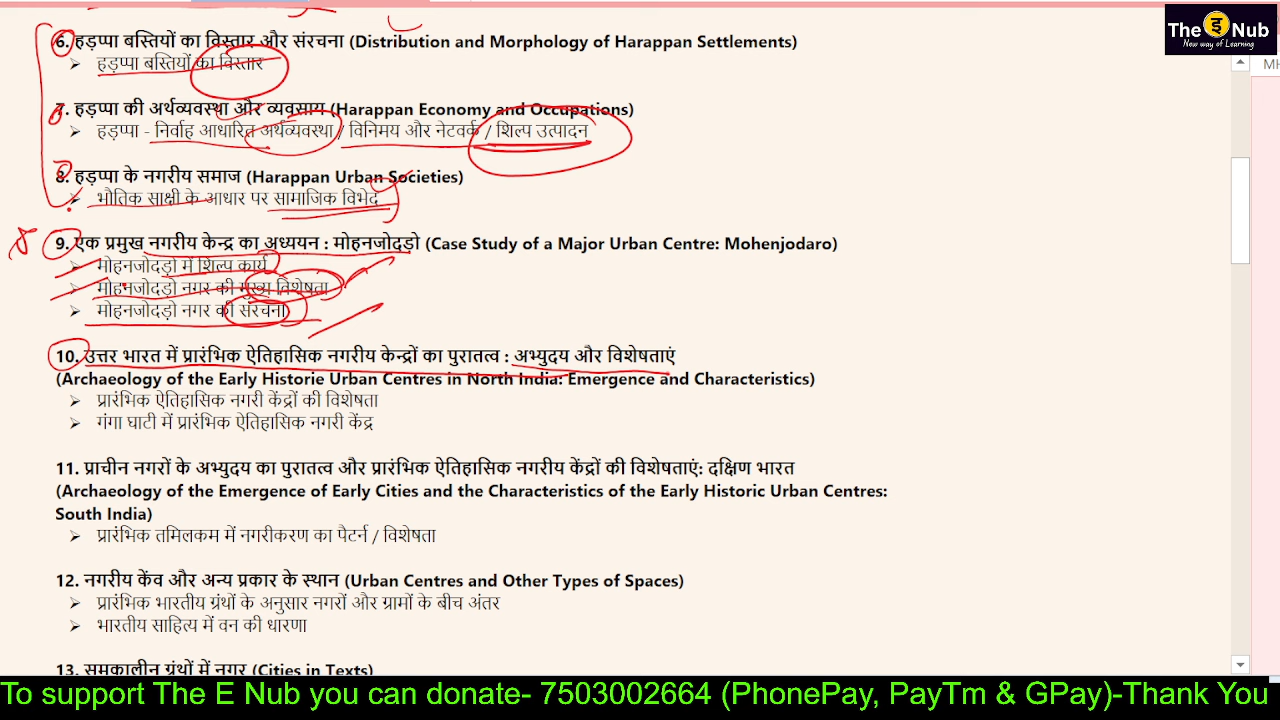 The इ Nub
Now way of Learning
6. हड़प्पा बस्तियों का विस्तार और संरचना (Distribution and Morphology of Harappan Settlements)
➢ हड़प्पा बस्तियों का विस्तार
MH
7. हड़प्पा की अर्थव्यवस्था और व्यवसाय (Harappan Economy and Occupations)
➢ हड़प्पा - निर्वाह आधारित अर्थव्यवस्था / विनिमय और नेटवर्क / शिल्प उत्पादन
8. हड़प्पा के नगरीय समाज (Harappan Urban Societies)
➢ भौतिक साक्षी के आधार पर सामाजिक विभेद
9. एक प्रमुख नगरीय केन्द्र का अध्ययन : मोहनजोदड़ो (Case Study of a Major Urban Centre: Mohenjodaro)
➢ मोहनजोदड़ो में शिल्प कार्य
➢ मोहनजोदड़ो नगर की मुख्य विशेषता
➢ मोहनजोदड़ो नगर की संरचना
10. उत्तर भारत में प्रारंभिक ऐतिहासिक नगरीय केन्द्रों का पुरातत्व : अभ्युदय और विशेषताएं
(Archaeology of the Early Historie Urban Centres in North India: Emergence and Characteristics)
➢ प्रारंभिक ऐतिहासिक नगरी केंद्रों की विशेषता
➢ गंगा घाटी में प्रारंभिक ऐतिहासिक नगरी केंद्र
11. प्राचीन नगरों के अभ्युदय का पुरातत्व और प्रारंभिक ऐतिहासिक नगरीय केंद्रों की विशेषताएं: दक्षिण भारत
(Archaeology of the Emergence of Early Cities and the Characteristics of the Early Historic Urban Centres:
South India)
➢ प्रारंभिक तमिलकम में नगरीकरण का पैटर्न / विशेषता
12. नगरीय केंव और अन्य प्रकार के स्थान (Urban Centres and Other Types of Spaces)
➢ प्रारंभिक भारतीय ग्रंथों के अनुसार नगरों और ग्रामों के बीच अंतर
➢ भारतीय साहित्य में वन की धारणा
13. समकालीन ग्रंथों में नगर (Cities in Texts)
To support The E Nub you can donate- 7503002664 (PhonePay, PayTm & GPay)-Thank You